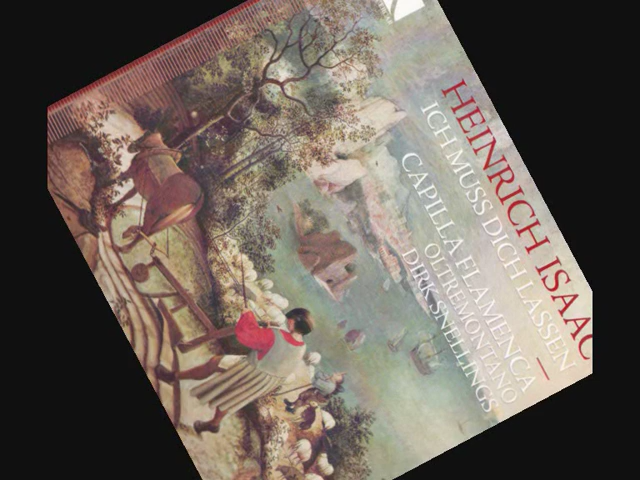 HEINRICH ISAAC
ICH MUSS DICH LASSEN
CAPILLA FLAMENCA
OLTREMONTANO
DIRK SNELLINGS